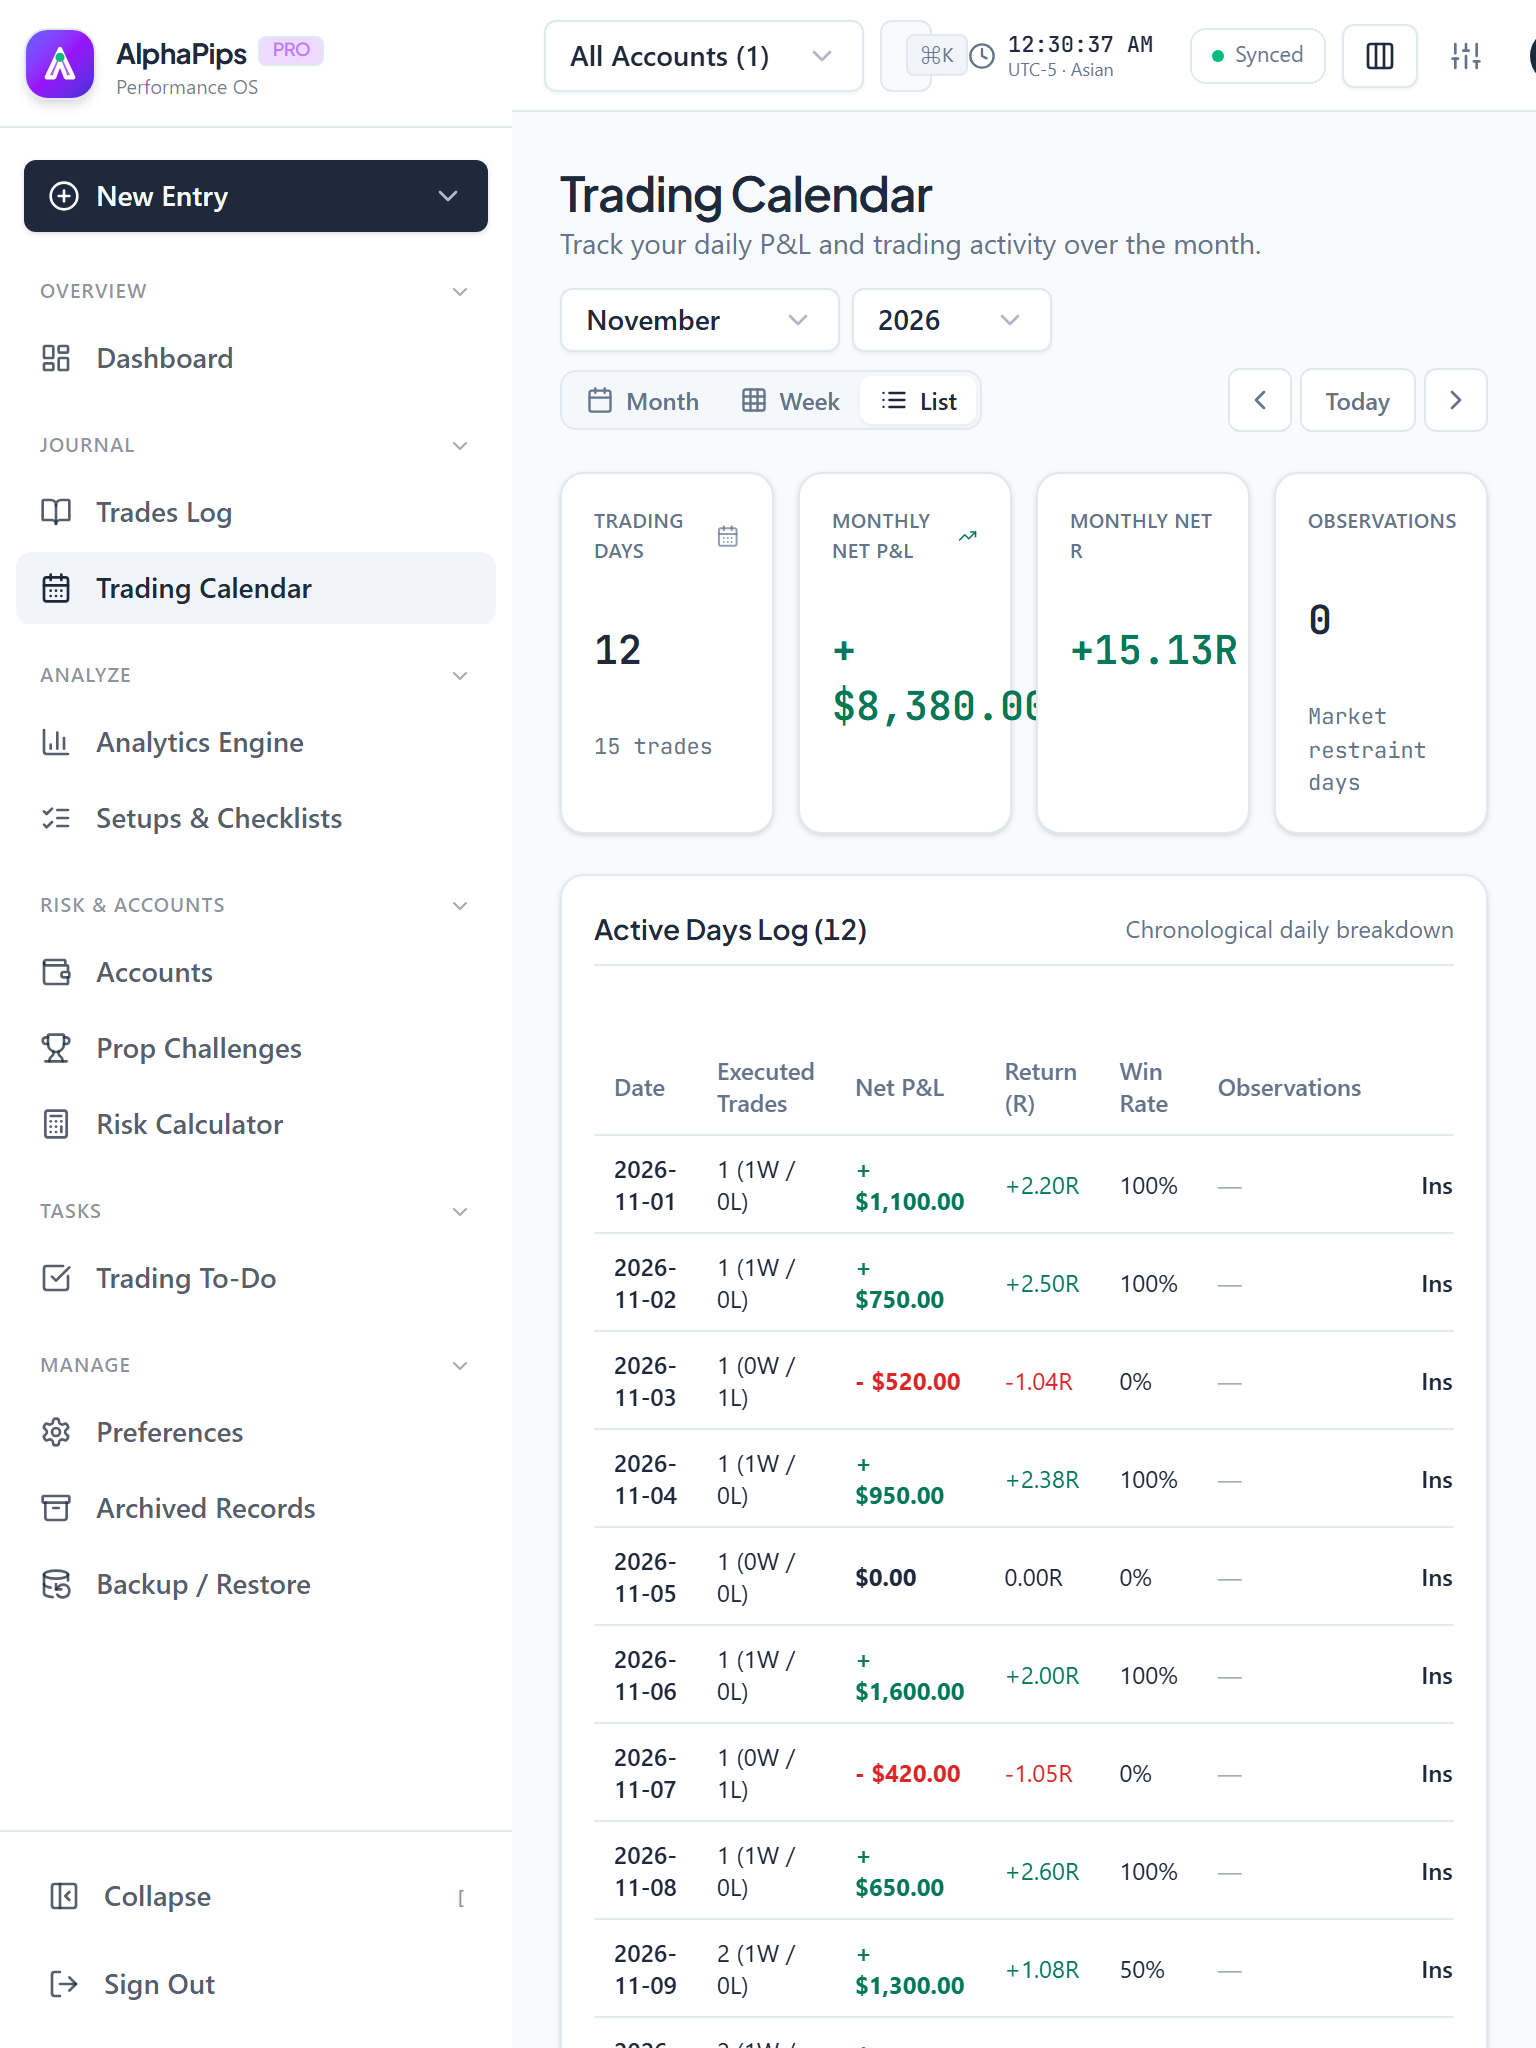 AlphaPips PRO
Performance OS
New Entry
OVERVIEW
Dashboard
JOURNAL
Trades Log
Trading Calendar
ANALYZE
Analytics Engine
Setups & Checklists
RISK & ACCOUNTS
Accounts
Prop Challenges
Risk Calculator
TASKS
Trading To-Do
MANAGE
Preferences
Archived Records
Backup / Restore
Collapse [
Sign Out
All Accounts (1)
⌘K
12:30:37 AM
UTC-5 · Asian
Synced
Trading Calendar
Track your daily P&L and trading activity over the month.
November
2026
Month Week List
Today
TRADING
DAYS
12
15 trades
MONTHLY
NET P&L
+
$8,380.00
MONTHLY NET
R
+15.13R
OBSERVATIONS
0
Market
restraint
days
Active Days Log (12)
Chronological daily breakdown
Date
Executed
Trades
Net P&L
Return
(R)
Win
Rate
Observations
2026-
11-01
1 (1W /
0L)
+
$1,100.00
+2.20R
100%
—
Ins
2026-
11-02
1 (1W /
0L)
+
$750.00
+2.50R
100%
—
Ins
2026-
11-03
1 (0W /
1L)
- $520.00
-1.04R
0%
—
Ins
2026-
11-04
1 (1W /
0L)
+
$950.00
+2.38R
100%
—
Ins
2026-
11-05
1 (0W /
0L)
$0.00
0.00R
0%
—
Ins
2026-
11-06
1 (1W /
0L)
+
$1,600.00
+2.00R
100%
—
Ins
2026-
11-07
1 (0W /
1L)
- $420.00
-1.05R
0%
—
Ins
2026-
11-08
1 (1W /
0L)
+
$650.00
+2.60R
100%
—
Ins
2026-
11-09
2 (1W /
0L)
+
$1,300.00
+1.08R
50%
—
Ins